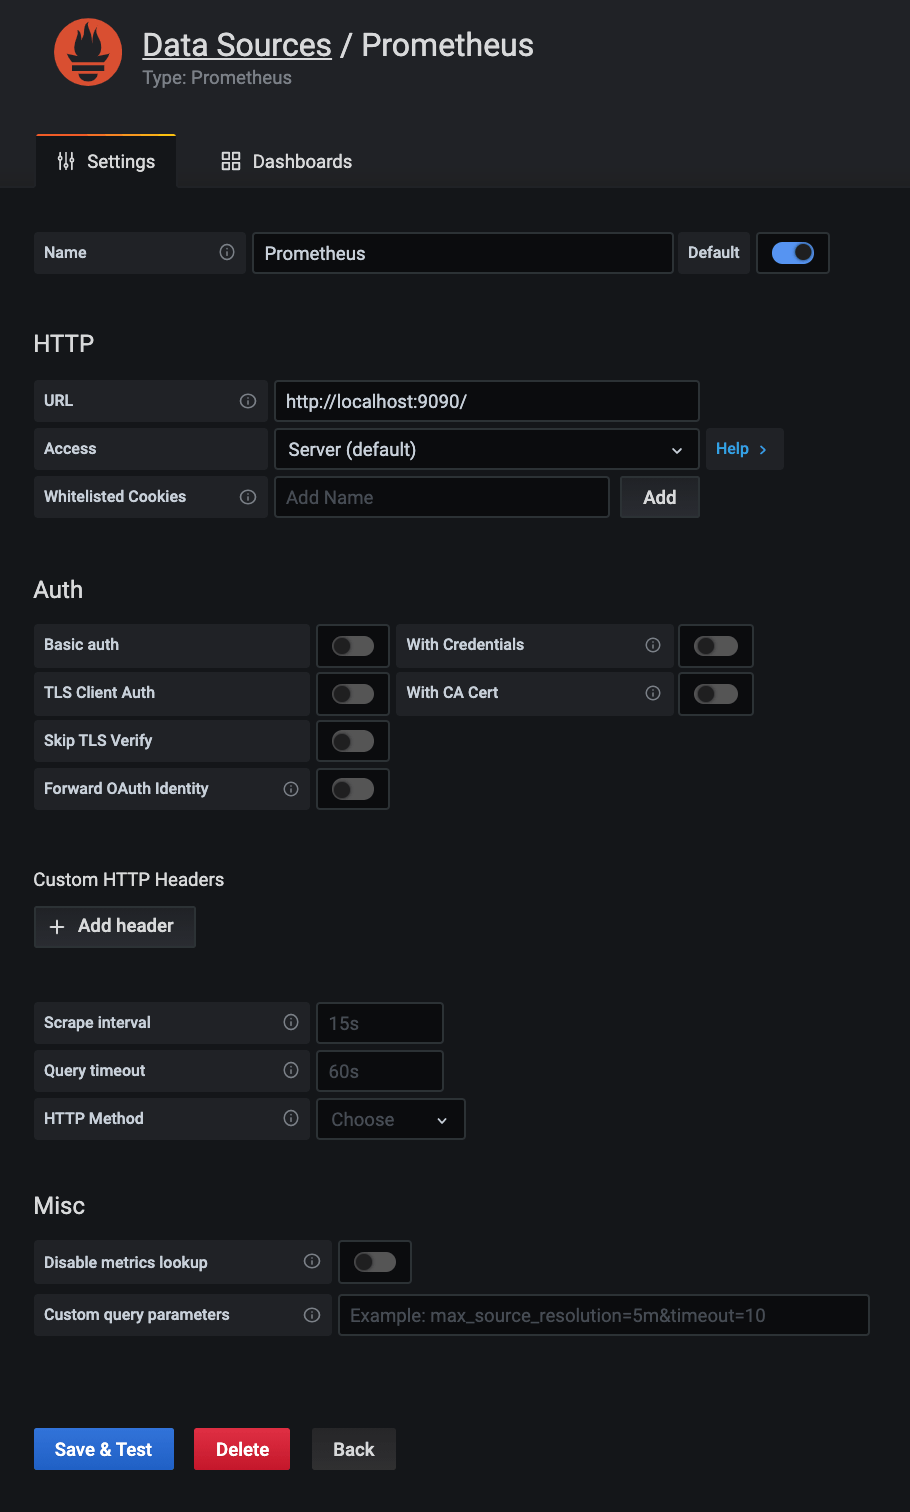 Data Sources / Prometheus
Type: Prometheus
Settings Dashboards
Name Prometheus Default
HTTP
URL http://localhost:9090/
Access Server (default) Help
Whitelisted Cookies Add Name Add
Auth
Basic auth With Credentials
TLS Client Auth With CA Cert
Skip TLS Verify
Forward OAuth Identity
Custom HTTP Headers
Add header
Scrape interval 15s
Query timeout 60s
HTTP Method Choose
Misc
Disable metrics lookup
Custom query parameters Example: max_source_resolution=5m&timeout=10
Save & Test Delete Back